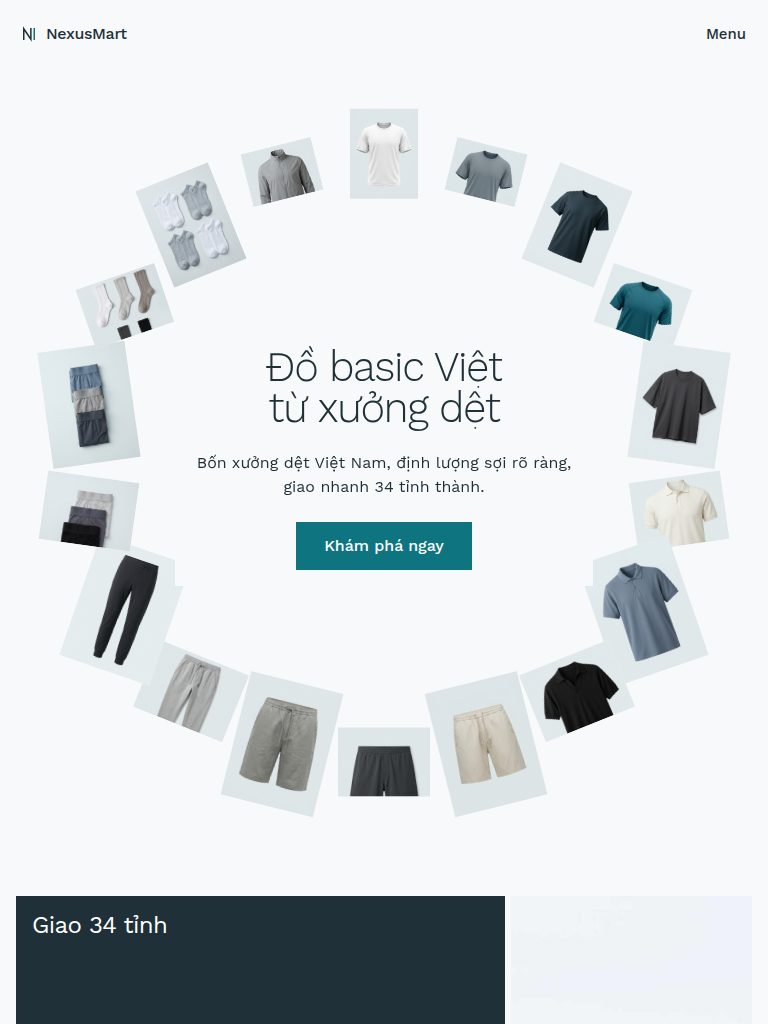 NexusMart
Menu
Đồ basic Việt
từ xưởng dệt
Bốn xưởng dệt Việt Nam, định lượng sợi rõ ràng,
giao nhanh 34 tỉnh thành.
Khám phá ngay
Giao 34 tỉnh